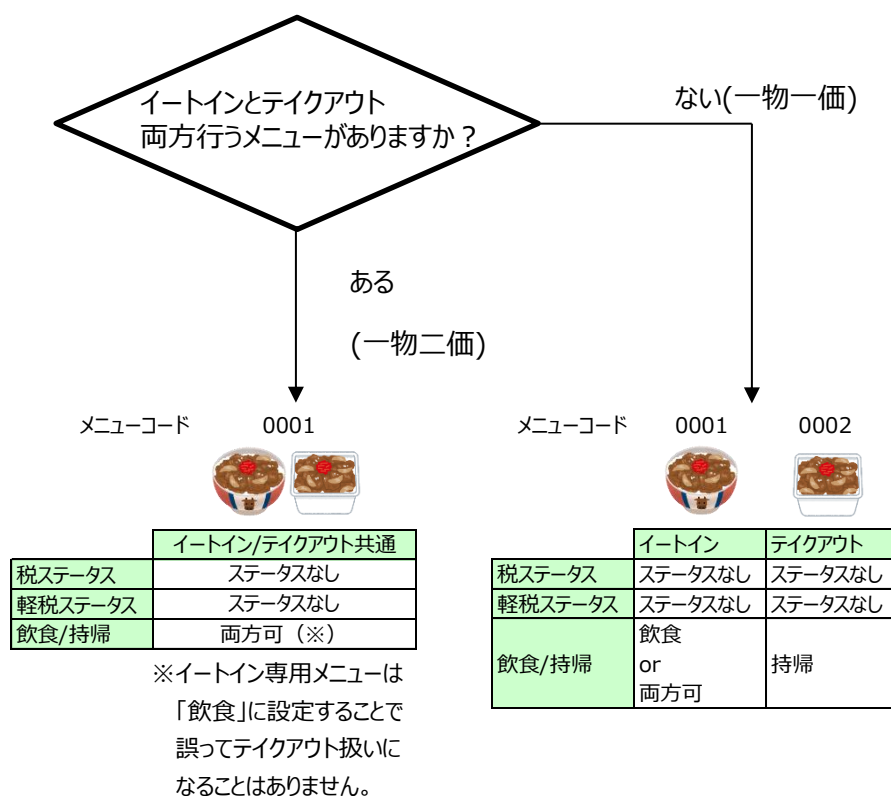 イートインとテイクアウト
両方行うメニューがありますか？
ない(一物一価)
ある
(一物二価)
メニューコード 0001
イートイン/テイクアウト共通
税ステータス ステータスなし
軽税ステータス ステータスなし
飲食/持帰 両方可（※）
※イートイン専用メニューは
「飲食」に設定することで
誤ってテイクアウト扱いに
なることはありません。
メニューコード 0001 0002
イートイン テイクアウト
税ステータス ステータスなし ステータスなし
軽税ステータス ステータスなし ステータスなし
飲食/持帰 飲食 or 両方可 持帰